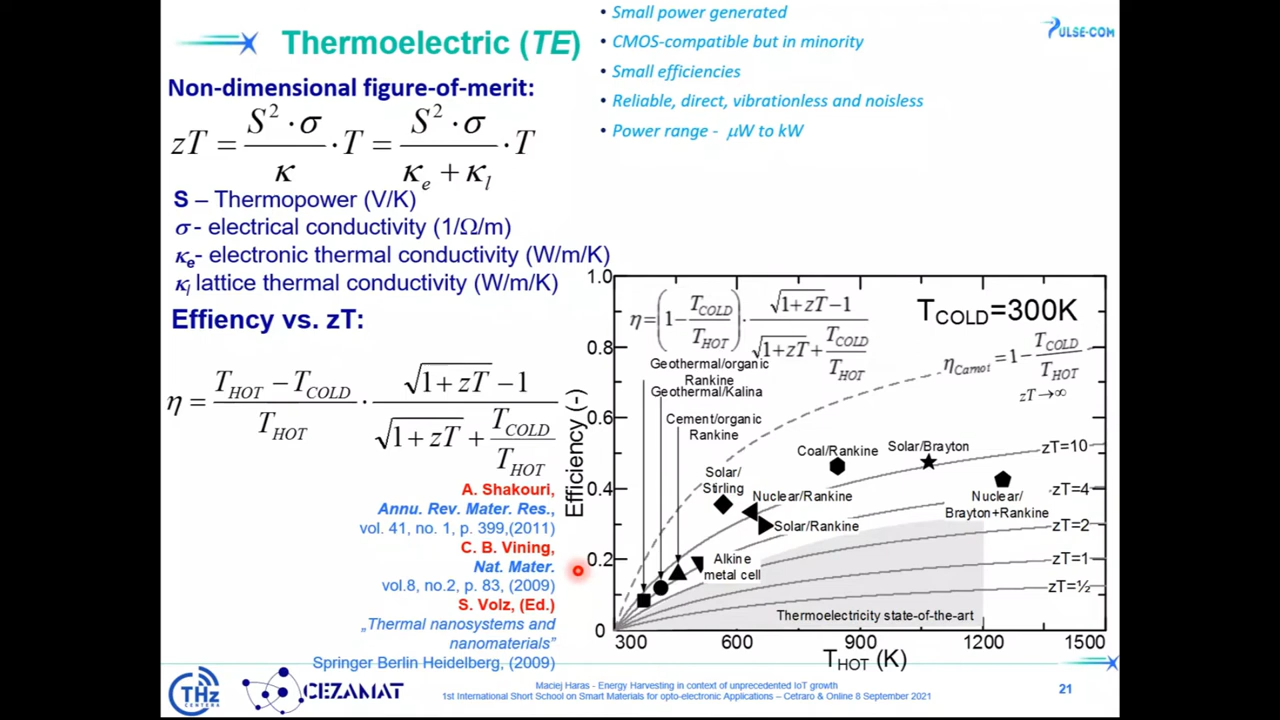 Thermoelectric (TE)
• Small power generated
• CMOS-compatible but in minority
• Small efficiencies
• Reliable, direct, vibrationless and noisless
• Power range - μW to kW
PULSE-COM
Non-dimensional figure-of-merit:
zT = S² · σ / κ · T = S² · σ / (κe + κl) · T
S – Thermopower (V/K)
σ - electrical conductivity (1/Ω/m)
κe- electronic thermal conductivity (W/m/K)
κl lattice thermal conductivity (W/m/K)
Effiency vs. zT:
η = (THOT − TCOLD) / THOT · (√(1+zT) − 1) / (√(1+zT) + TCOLD / THOT)
A. Shakouri,
Annu. Rev. Mater. Res.,
vol. 41, no. 1, p. 399,(2011)
C. B. Vining,
Nat. Mater.
vol.8, no.2, p. 83, (2009)
S. Volz, (Ed.)
„Thermal nanosystems and
nanomaterials”
Springer Berlin Heidelberg, (2009)
Efficiency (-)
1.0
0.8
0.6
0.4
0.2
0
η=(1−TCOLD/THOT)·(√(1+zT)−1)/(√(1+zT)+TCOLD/THOT)
TCOLD=300K
ηCarnot=1−TCOLD/THOT
zT→∞
Geothermal/organic
Rankine
Geothermal/Kalina
Cement/organic
Rankine
Solar/
Stirling
Coal/Rankine
Solar/Brayton
Nuclear/Rankine
Solar/Rankine
Nuclear/
Brayton+Rankine
Alkine
metal cell
zT=10
zT=4
zT=2
zT=1
zT=½
Thermoelectricity state-of-the-art
300 600 900 1200 1500
THOT (K)
THz
CENTERA
CEZAMAT
Maciej Haras - Energy Harvesting in context of unprecedented IoT growth
1st International Short School on Smart Materials for opto-electronic Applications – Cetraro & Online 8 September 2021
21